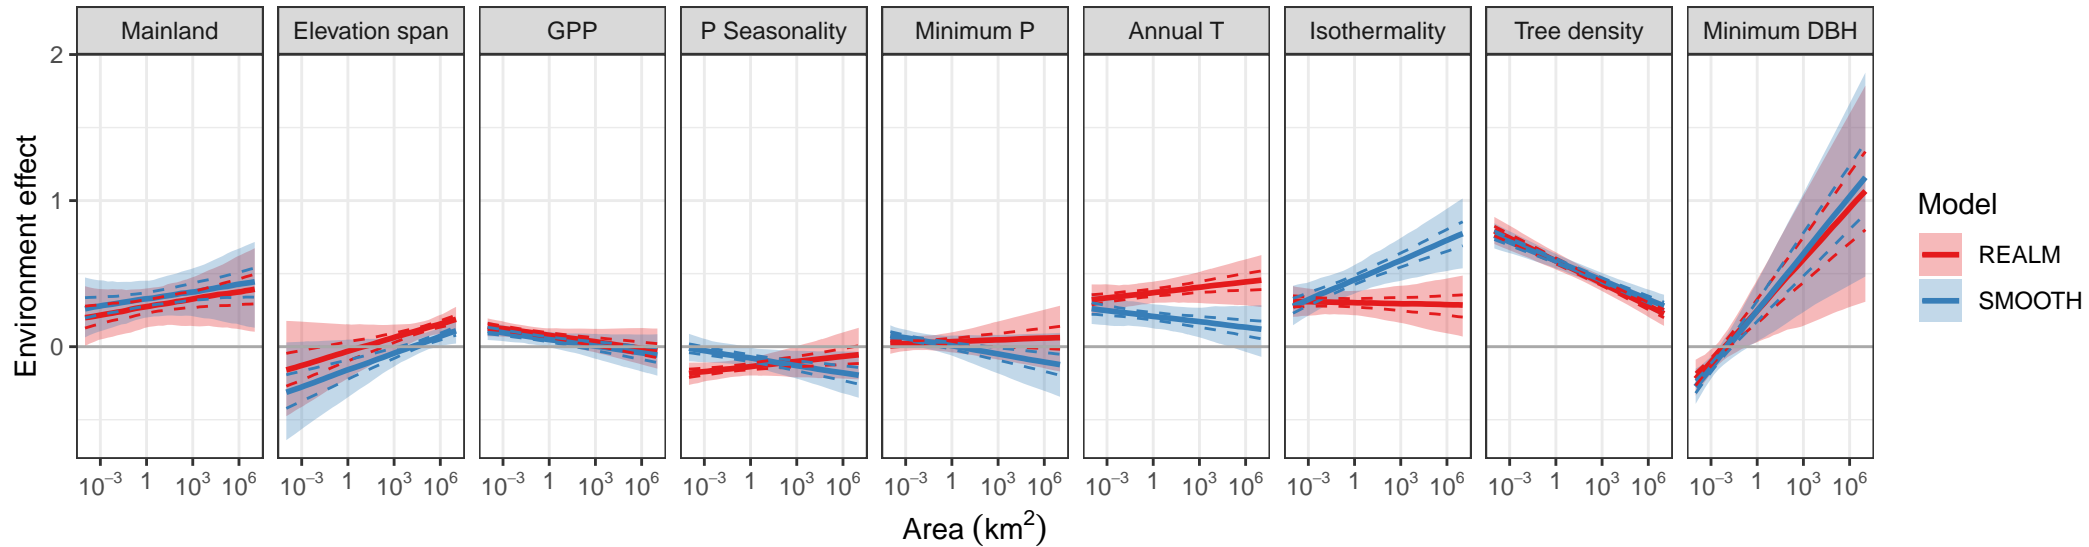 Mainland Elevation span GPP P Seasonality Minimum P Annual T Isothermality Tree density Minimum DBH
2
1
0
Environment effect
10⁻³ 1 10³ 10⁶ 10⁻³ 1 10³ 10⁶ 10⁻³ 1 10³ 10⁶ 10⁻³ 1 10³ 10⁶ 10⁻³ 1 10³ 10⁶ 10⁻³ 1 10³ 10⁶ 10⁻³ 1 10³ 10⁶ 10⁻³ 1 10³ 10⁶ 10⁻³ 1 10³ 10⁶
Area (km²)
Model
REALM
SMOOTH